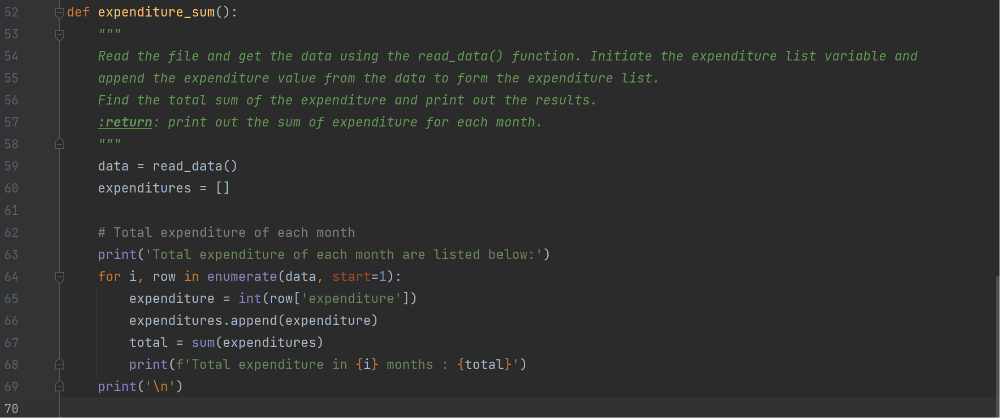 52 def expenditure_sum():
53     """
54     Read the file and get the data using the read_data() function. Initiate the expenditure list variable and
55     append the expenditure value from the data to form the expenditure list.
56     Find the total sum of the expenditure and print out the results.
57     :return: print out the sum of expenditure for each month.
58     """
59     data = read_data()
60     expenditures = []
61
62     # Total expenditure of each month
63     print('Total expenditure of each month are listed below:')
64     for i, row in enumerate(data, start=1):
65         expenditure = int(row['expenditure'])
66         expenditures.append(expenditure)
67         total = sum(expenditures)
68         print(f'Total expenditure in {i} months : {total}')
69     print('\n')
70